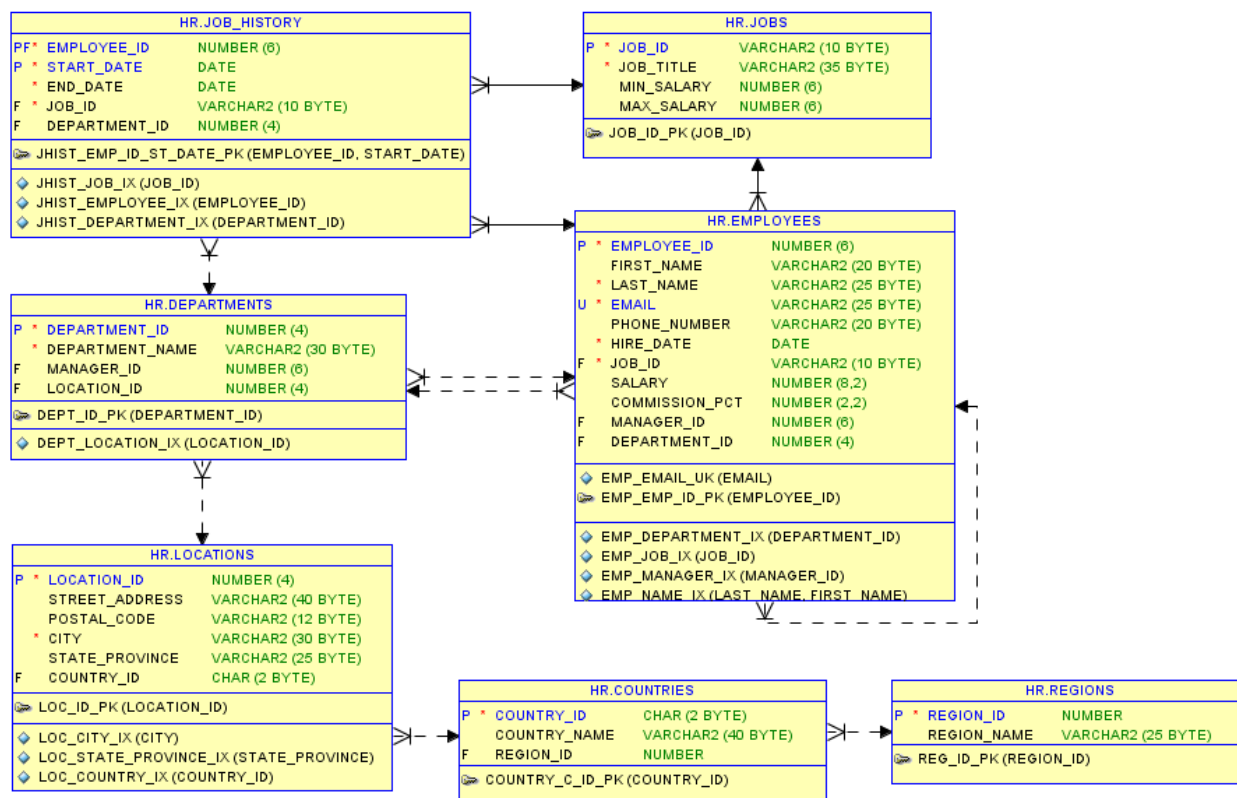 HR.JOB_HISTORY
PF* EMPLOYEE_ID NUMBER (6)
P * START_DATE DATE
* END_DATE DATE
F * JOB_ID VARCHAR2 (10 BYTE)
F DEPARTMENT_ID NUMBER (4)
JHIST_EMP_ID_ST_DATE_PK (EMPLOYEE_ID, START_DATE)
JHIST_JOB_IX (JOB_ID)
JHIST_EMPLOYEE_IX (EMPLOYEE_ID)
JHIST_DEPARTMENT_IX (DEPARTMENT_ID)
HR.JOBS
P * JOB_ID VARCHAR2 (10 BYTE)
* JOB_TITLE VARCHAR2 (35 BYTE)
MIN_SALARY NUMBER (6)
MAX_SALARY NUMBER (6)
JOB_ID_PK (JOB_ID)
HR.EMPLOYEES
P * EMPLOYEE_ID NUMBER (6)
FIRST_NAME VARCHAR2 (20 BYTE)
* LAST_NAME VARCHAR2 (25 BYTE)
U * EMAIL VARCHAR2 (25 BYTE)
PHONE_NUMBER VARCHAR2 (20 BYTE)
* HIRE_DATE DATE
F * JOB_ID VARCHAR2 (10 BYTE)
SALARY NUMBER (8,2)
COMMISSION_PCT NUMBER (2,2)
F MANAGER_ID NUMBER (6)
F DEPARTMENT_ID NUMBER (4)
EMP_EMAIL_UK (EMAIL)
EMP_EMP_ID_PK (EMPLOYEE_ID)
EMP_DEPARTMENT_IX (DEPARTMENT_ID)
EMP_JOB_IX (JOB_ID)
EMP_MANAGER_IX (MANAGER_ID)
EMP_NAME_IX (LAST_NAME, FIRST_NAME)
HR.DEPARTMENTS
P * DEPARTMENT_ID NUMBER (4)
* DEPARTMENT_NAME VARCHAR2 (30 BYTE)
F MANAGER_ID NUMBER (6)
F LOCATION_ID NUMBER (4)
DEPT_ID_PK (DEPARTMENT_ID)
DEPT_LOCATION_IX (LOCATION_ID)
HR.LOCATIONS
P * LOCATION_ID NUMBER (4)
STREET_ADDRESS VARCHAR2 (40 BYTE)
POSTAL_CODE VARCHAR2 (12 BYTE)
* CITY VARCHAR2 (30 BYTE)
STATE_PROVINCE VARCHAR2 (25 BYTE)
F COUNTRY_ID CHAR (2 BYTE)
LOC_ID_PK (LOCATION_ID)
LOC_CITY_IX (CITY)
LOC_STATE_PROVINCE_IX (STATE_PROVINCE)
LOC_COUNTRY_IX (COUNTRY_ID)
HR.COUNTRIES
P * COUNTRY_ID CHAR (2 BYTE)
COUNTRY_NAME VARCHAR2 (40 BYTE)
F REGION_ID NUMBER
COUNTRY_C_ID_PK (COUNTRY_ID)
HR.REGIONS
P * REGION_ID NUMBER
REGION_NAME VARCHAR2 (25 BYTE)
REG_ID_PK (REGION_ID)